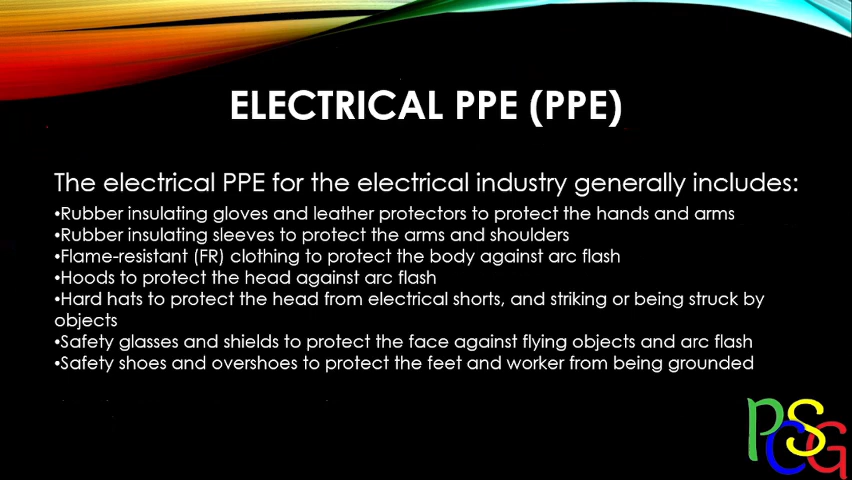 ELECTRICAL PPE (PPE)
The electrical PPE for the electrical industry generally includes:
•Rubber insulating gloves and leather protectors to protect the hands and arms
•Rubber insulating sleeves to protect the arms and shoulders
•Flame-resistant (FR) clothing to protect the body against arc flash
•Hoods to protect the head against arc flash
•Hard hats to protect the head from electrical shorts, and striking or being struck by
objects
•Safety glasses and shields to protect the face against flying objects and arc flash
•Safety shoes and overshoes to protect the feet and worker from being grounded
PCSG